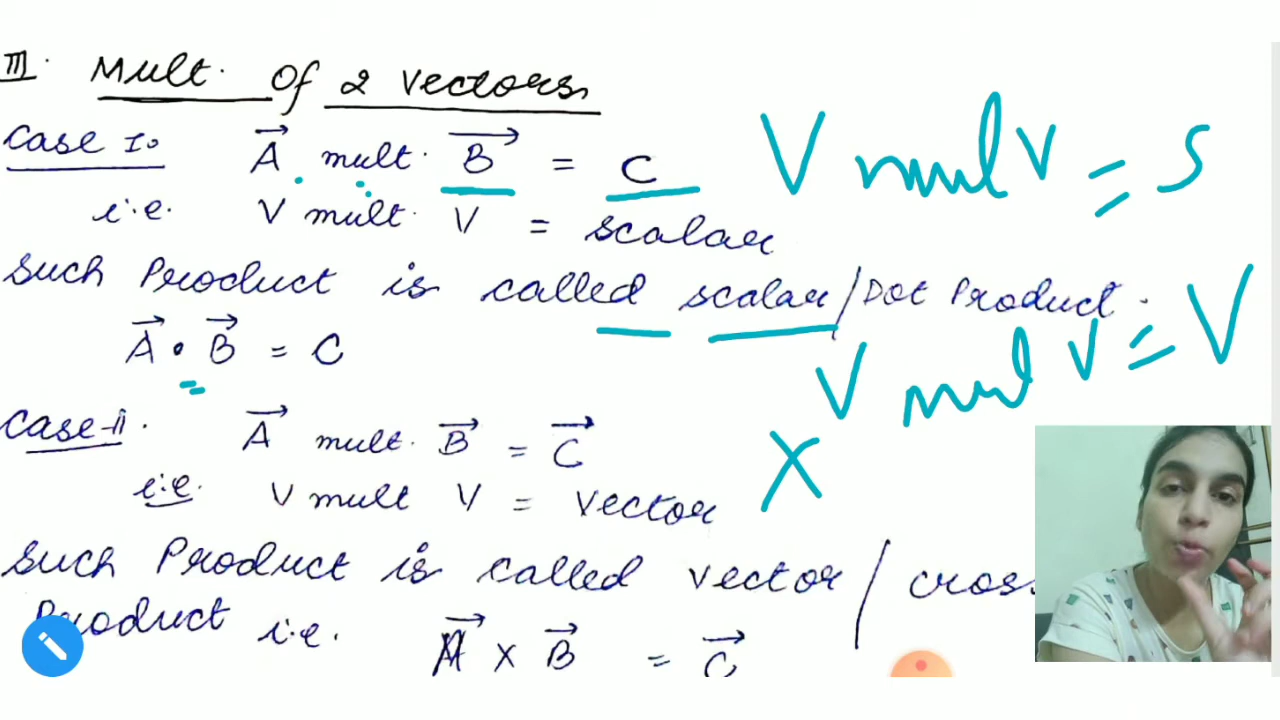 III. Mult. Of 2 vectors
Case I. A⃗ mult. B⃗ = C
i.e. V mult. V = scalar
V mul V = S
Such Product is called scalar/Dot Product.
A⃗ • B⃗ = C
V mul V = V
X
Case-II. A⃗ mult. B⃗ = C⃗
i.e. V mult V = vector
Such Product is called vector / cross
Product i.e. A⃗ x B⃗ = C⃗